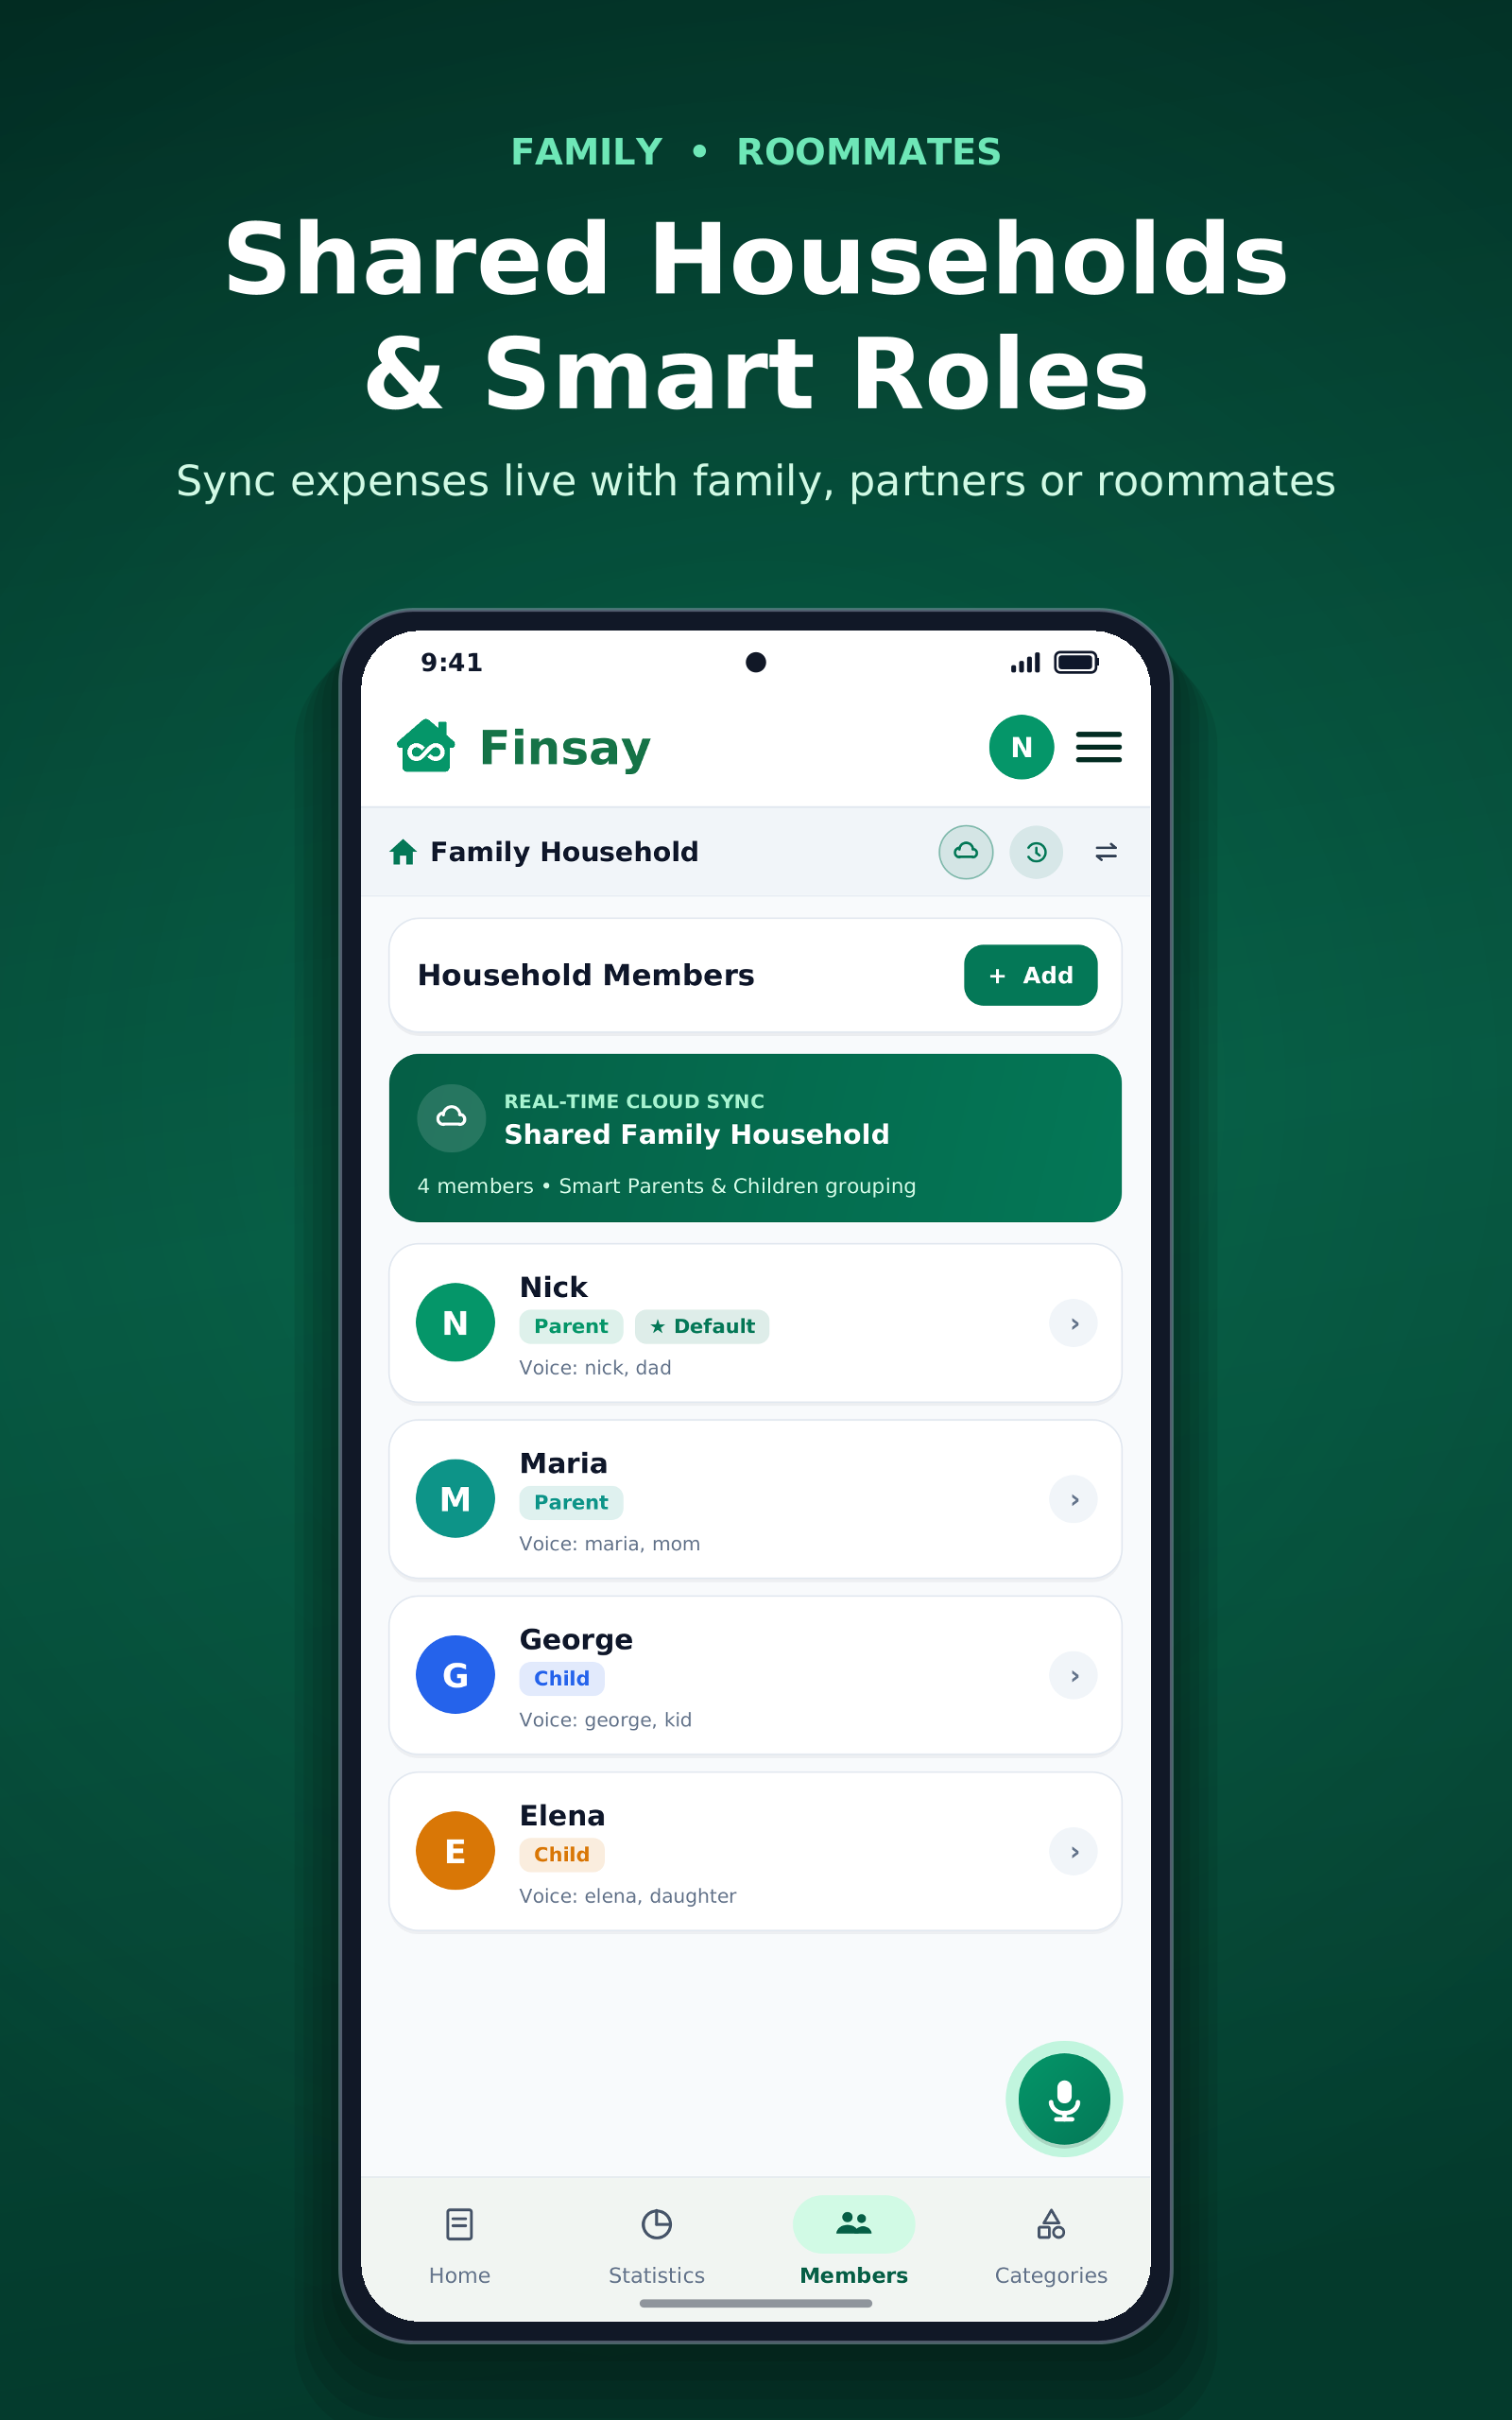 FAMILY • ROOMMATES
Shared Households
& Smart Roles
Sync expenses live with family, partners or roommates
9:41
Finsay
N
Family Household
Household Members
+ Add
REAL-TIME CLOUD SYNC
Shared Family Household
4 members • Smart Parents & Children grouping
N
Nick
Parent
★ Default
Voice: nick, dad
M
Maria
Parent
Voice: maria, mom
G
George
Child
Voice: george, kid
E
Elena
Child
Voice: elena, daughter
Home
Statistics
Members
Categories